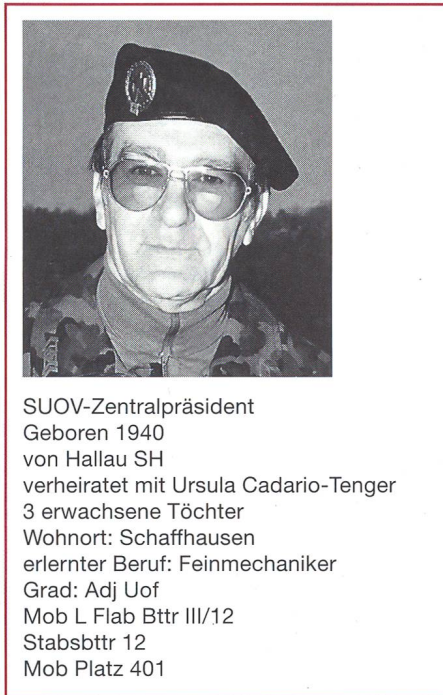 SUOV-Zentralpräsident
Geboren 1940
von Hallau SH
verheiratet mit Ursula Cadario-Tenger
3 erwachsene Töchter
Wohnort: Schaffhausen
erlernter Beruf: Feinmechaniker
Grad: Adj Uof
Mob L Flab Bttr III/12
Stabsbttr 12
Mob Platz 401